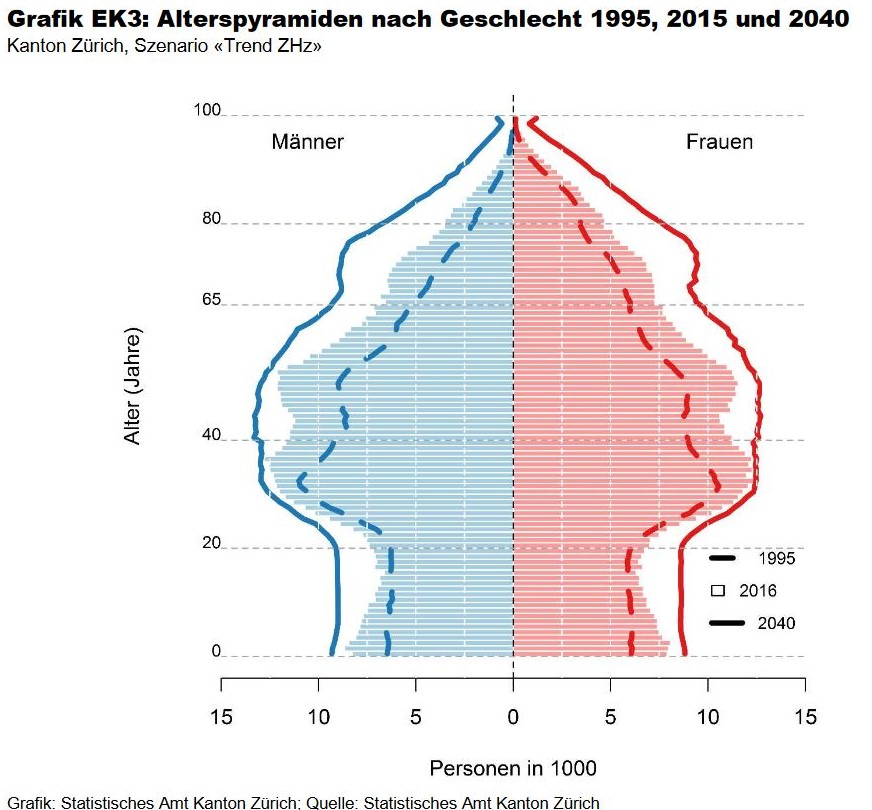 Grafik EK3: Alterspyramiden nach Geschlecht 1995, 2015 und 2040
Kanton Zürich, Szenario «Trend ZHz»
100
Männer
Frauen
80
65
Alter (Jahre)
40
20
1995
2016
2040
0
15 10 5 0 5 10 15
Personen in 1000
Grafik: Statistisches Amt Kanton Zürich; Quelle: Statistisches Amt Kanton Zürich